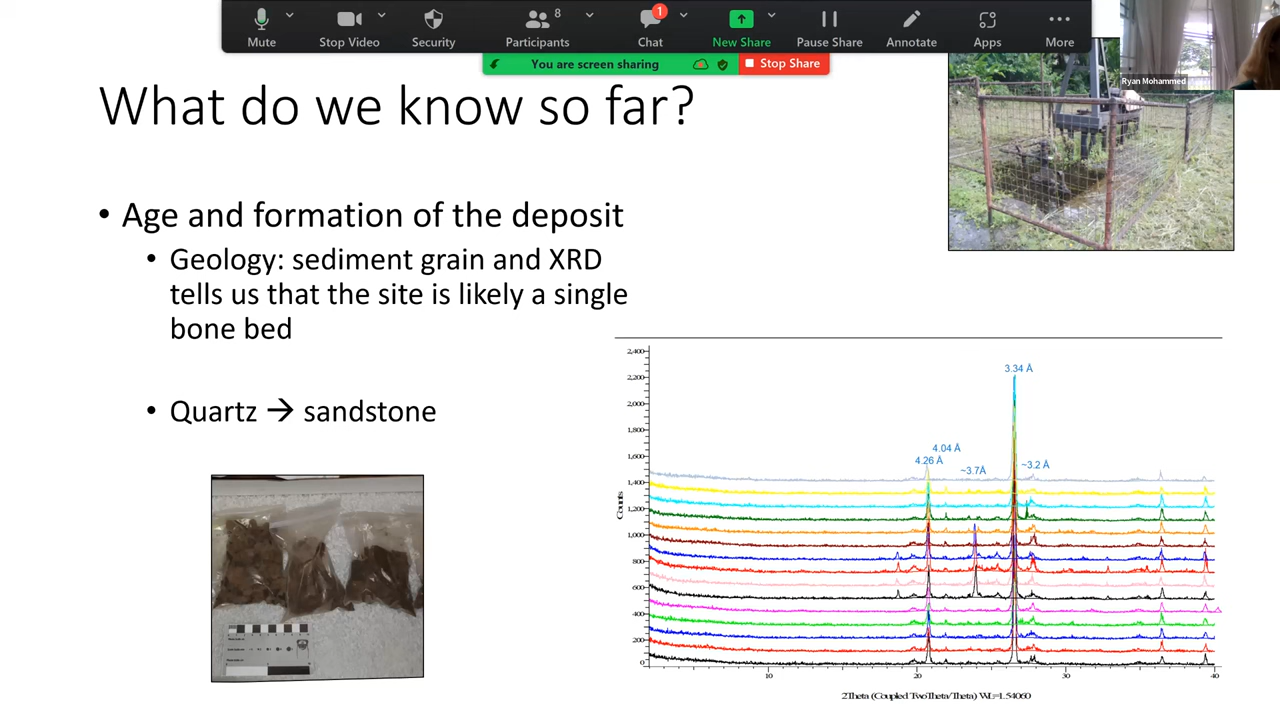 Mute
Stop Video
Security
8
Participants
1
Chat
New Share
Pause Share
Annotate
Apps
More
You are screen sharing
Stop Share
Ryan Mohammed
What do we know so far?
• Age and formation of the deposit
• Geology: sediment grain and XRD
tells us that the site is likely a single
bone bed
• Quartz → sandstone
2,400
2,200
2,000
1,800
1,600
1,400
1,200
1,000
800
600
400
200
0
Counts
3.34 Å
4.04 Å
4.26 Å
~3.7Å
~3.2 Å
10
20
30
40
2Theta (Coupled TwoTheta/Theta) WL=1.54060